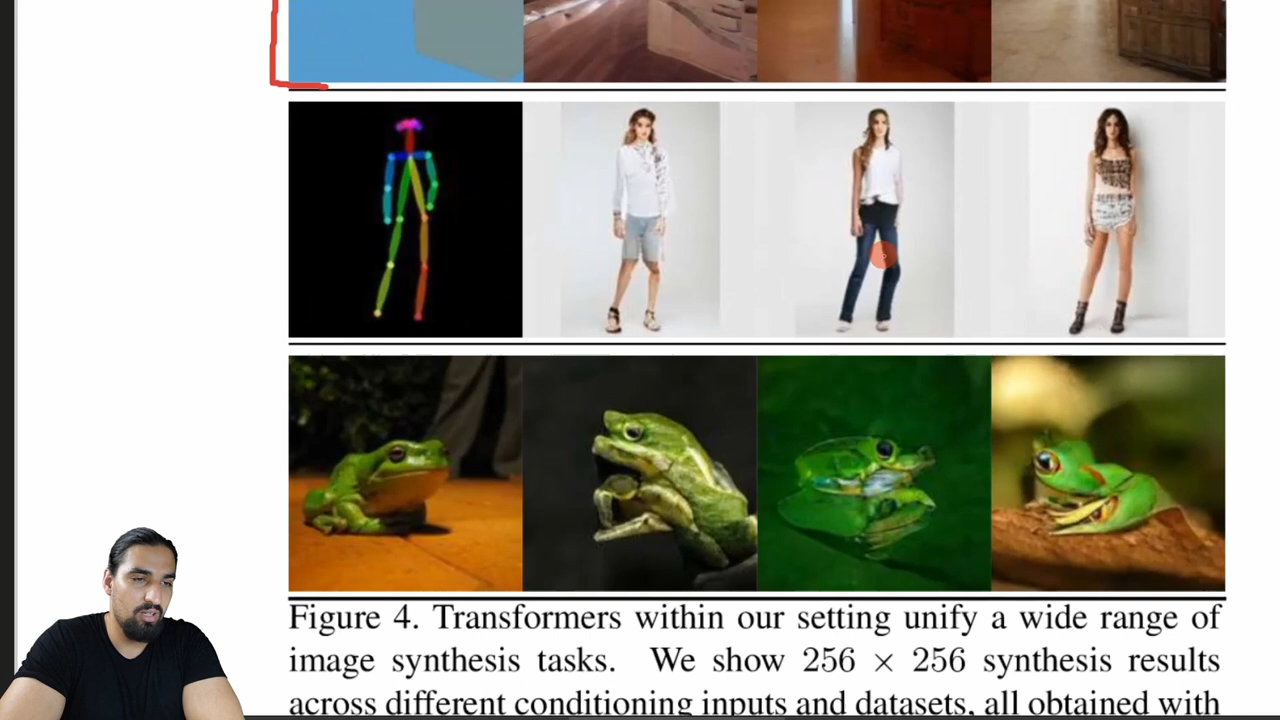 Figure 4. Transformers within our setting unify a wide range of
image synthesis tasks. We show 256 × 256 synthesis results
across different conditioning inputs and datasets, all obtained with